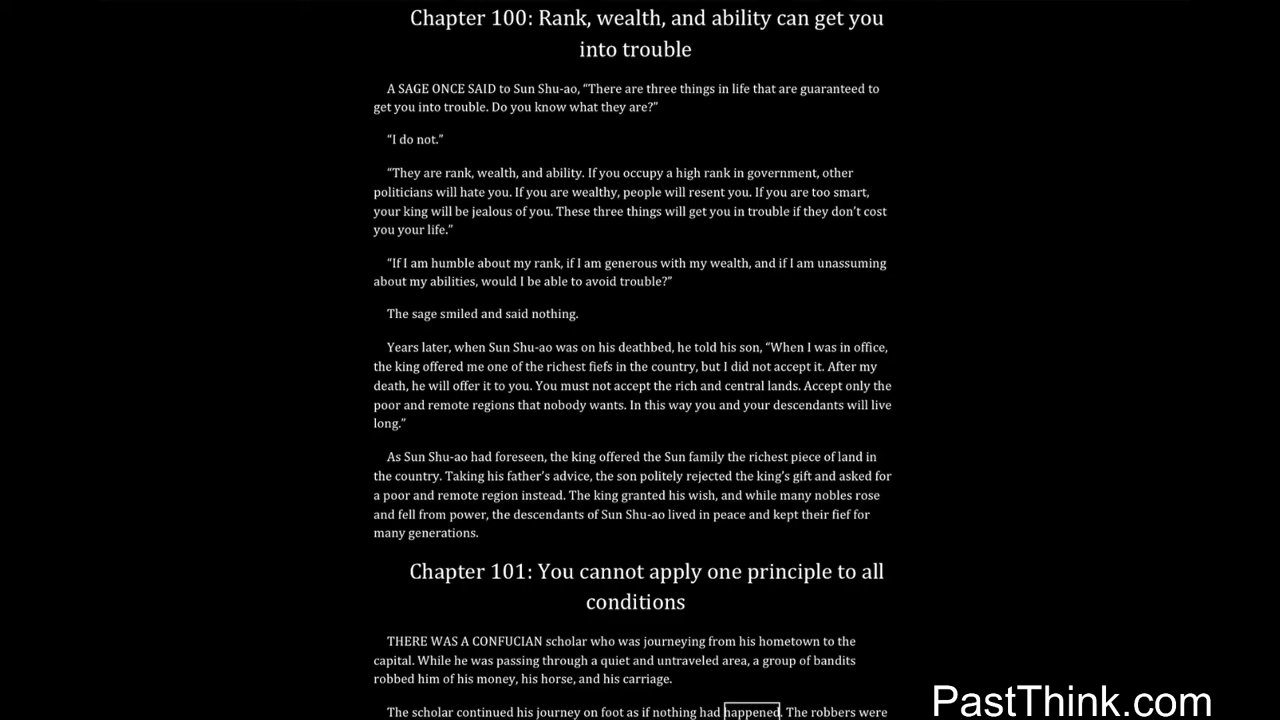 Chapter 100: Rank, wealth, and ability can get you
into trouble
A SAGE ONCE SAID to Sun Shu-ao, “There are three things in life that are guaranteed to
get you into trouble. Do you know what they are?”
“I do not.”
“They are rank, wealth, and ability. If you occupy a high rank in government, other
politicians will hate you. If you are wealthy, people will resent you. If you are too smart,
your king will be jealous of you. These three things will get you in trouble if they don’t cost
you your life.”
“If I am humble about my rank, if I am generous with my wealth, and if I am unassuming
about my abilities, would I be able to avoid trouble?”
The sage smiled and said nothing.
Years later, when Sun Shu-ao was on his deathbed, he told his son, “When I was in office,
the king offered me one of the richest fiefs in the country, but I did not accept it. After my
death, he will offer it to you. You must not accept the rich and central lands. Accept only the
poor and remote regions that nobody wants. In this way you and your descendants will live
long.”
As Sun Shu-ao had foreseen, the king offered the Sun family the richest piece of land in
the country. Taking his father’s advice, the son politely rejected the king’s gift and asked for
a poor and remote region instead. The king granted his wish, and while many nobles rose
and fell from power, the descendants of Sun Shu-ao lived in peace and kept their fief for
many generations.
Chapter 101: You cannot apply one principle to all
conditions
THERE WAS A CONFUCIAN scholar who was journeying from his hometown to the
capital. While he was passing through a quiet and untraveled area, a group of bandits
robbed him of his money, his horse, and his carriage.
The scholar continued his journey on foot as if nothing had happened. The robbers were
PastThink.com